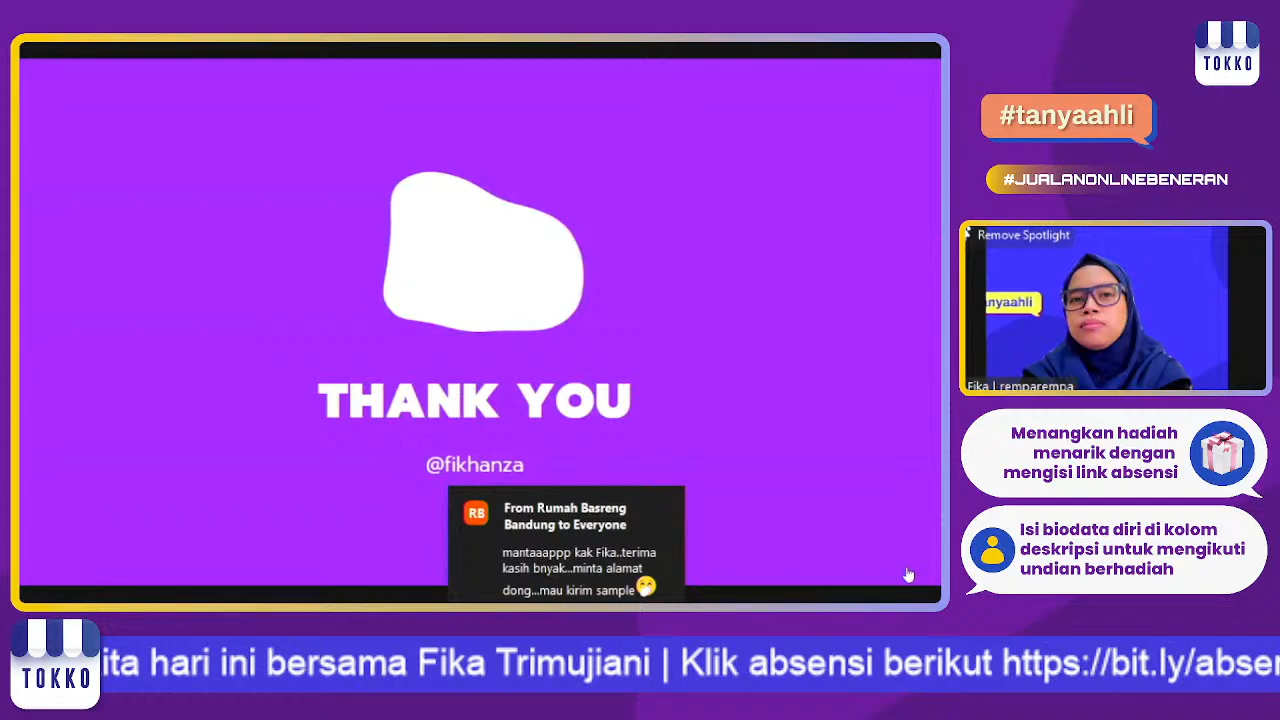 TOKKO
#tanyaahli
#JUALANONLINEBENERAN
Remove Spotlight
anyaahli
Fika | remparempa
THANK YOU
@fikhanza
RB
From Rumah Basreng
Bandung to Everyone
mantaaappp kak Fika..terima
kasih bnyak...minta alamat
dong...mau kirim sample
Menangkan hadiah
menarik dengan
mengisi link absensi
Isi biodata diri di kolom
deskripsi untuk mengikuti
undian berhadiah
TOKKO
ita hari ini bersama Fika Trimujiani | Klik absensi berikut https://bit.ly/absen